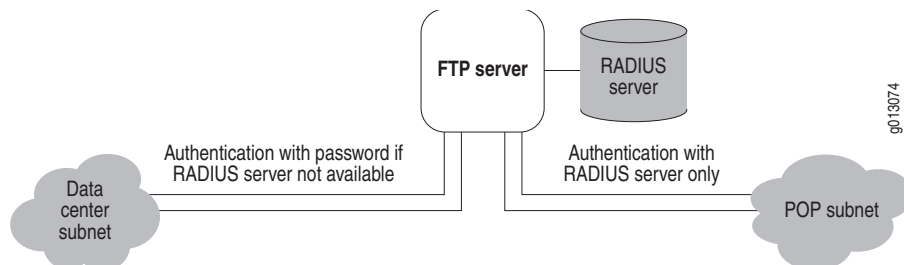 FTP server
RADIUS
server
g013074
Authentication with password if
RADIUS server not available
Authentication with
RADIUS server only
Data
center
subnet
POP subnet